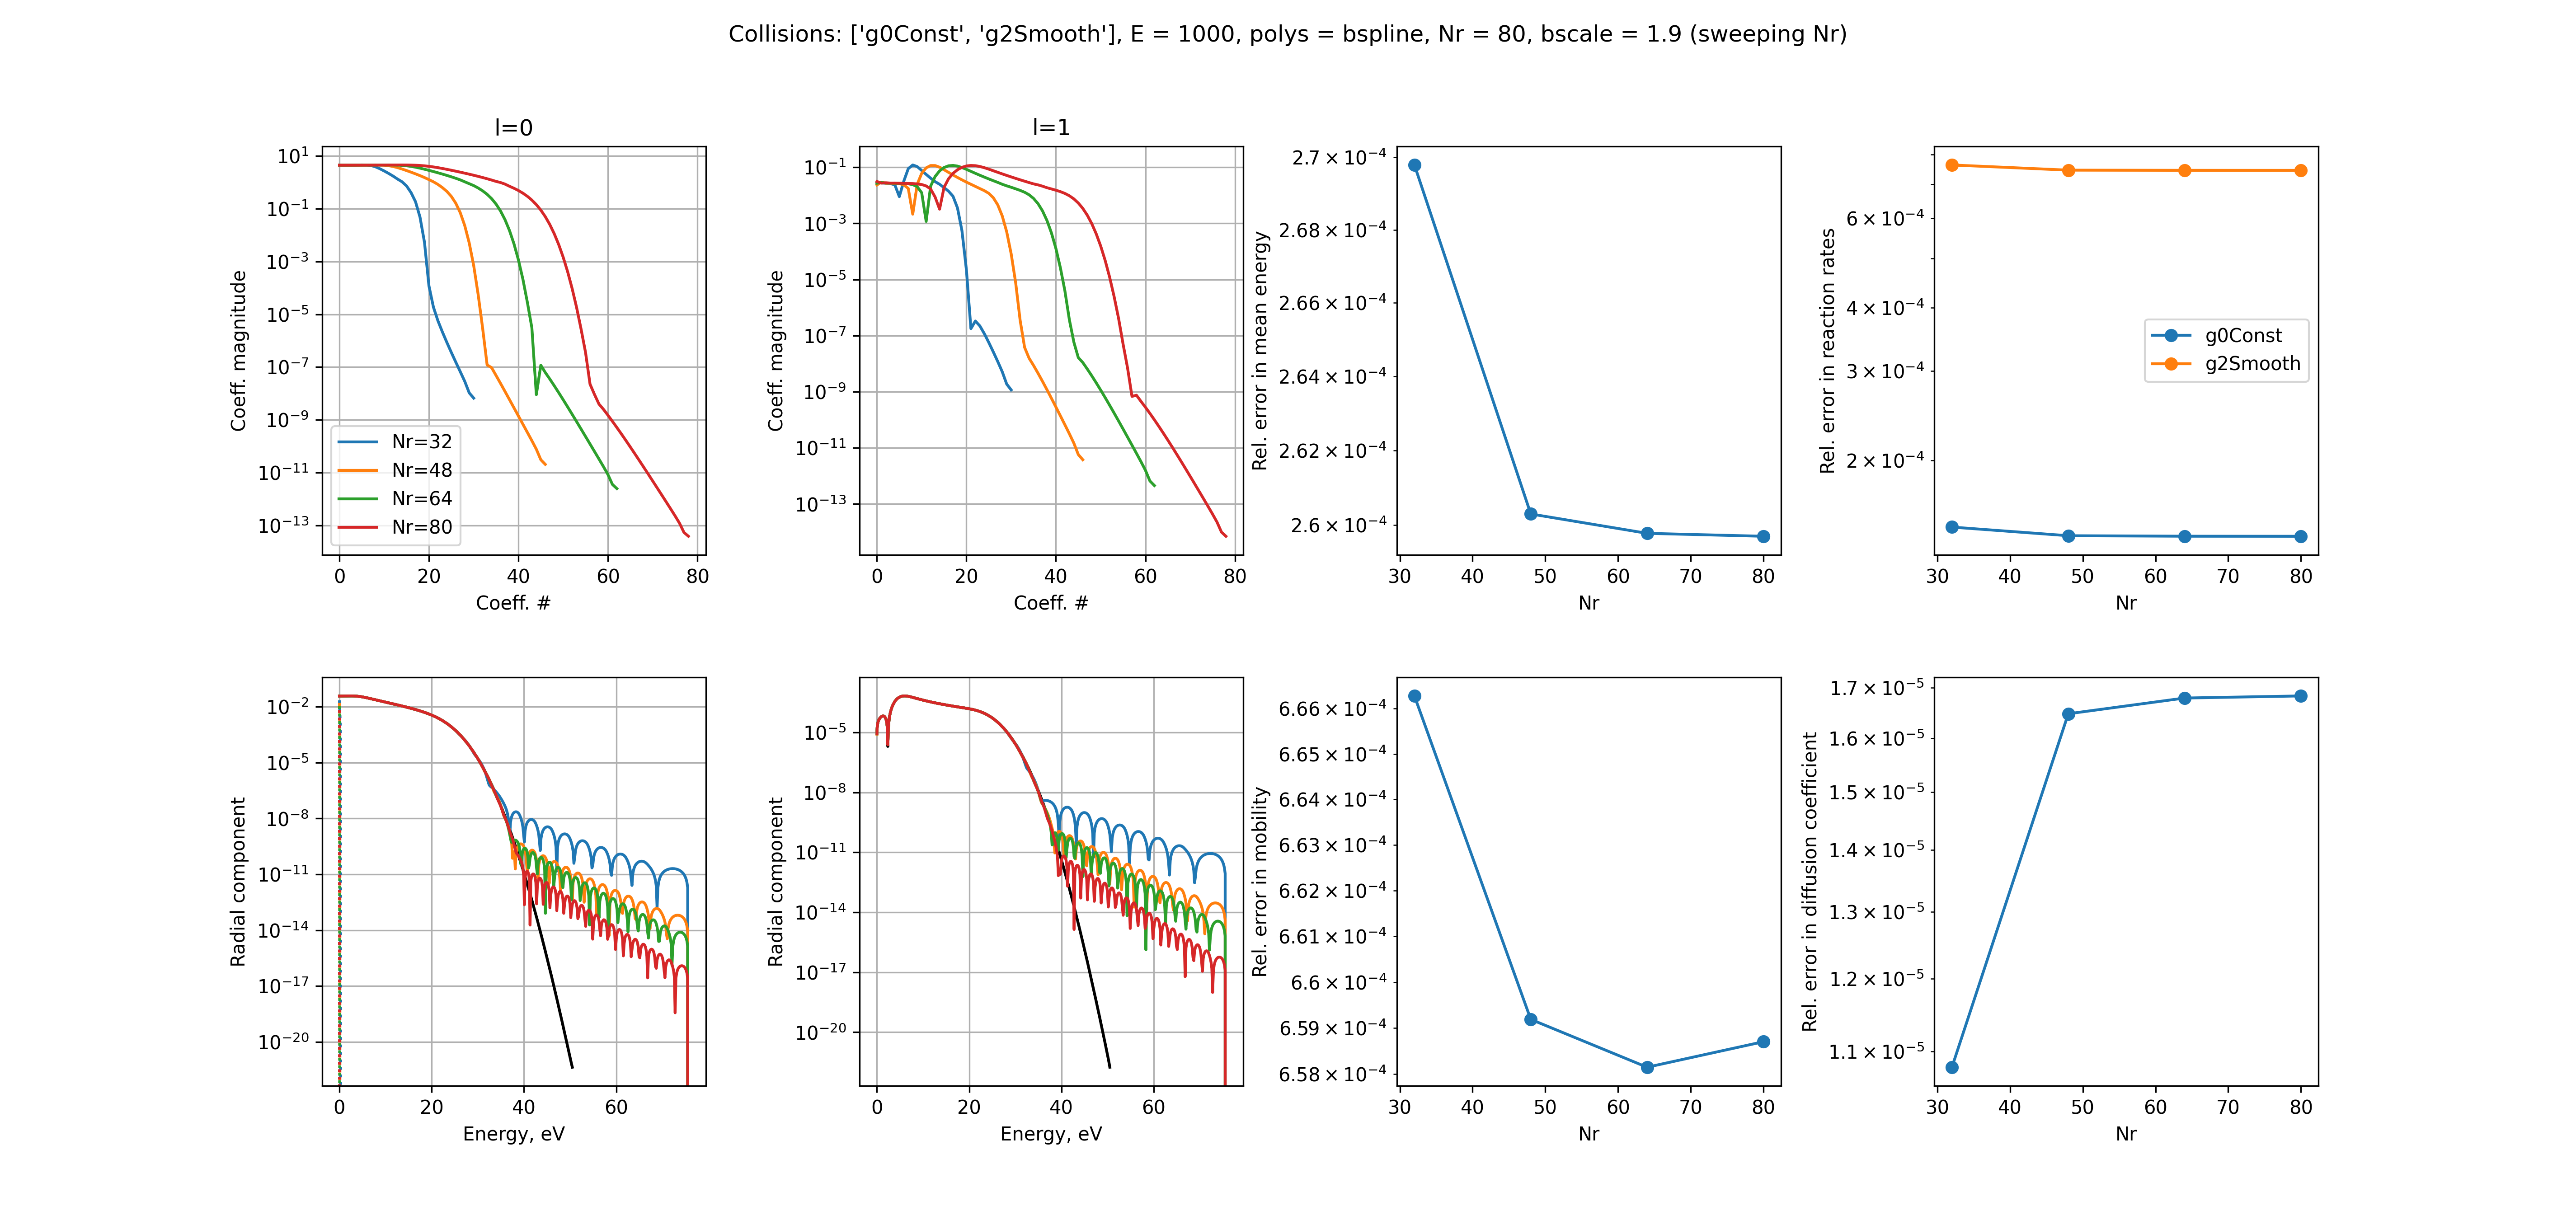 Collisions: ['g0Const', 'g2Smooth'], E = 1000, polys = bspline, Nr = 80, bscale = 1.9 (sweeping Nr)
l=0
Coeff. magnitude
10¹
10⁻¹
10⁻³
10⁻⁵
10⁻⁷
10⁻⁹
10⁻¹¹
10⁻¹³
Nr=32
Nr=48
Nr=64
Nr=80
0 20 40 60 80
Coeff. #
l=1
Coeff. magnitude
10⁻¹
10⁻³
10⁻⁵
10⁻⁷
10⁻⁹
10⁻¹¹
10⁻¹³
0 20 40 60 80
Coeff. #
Rel. error in mean energy
2.7 × 10⁻⁴
2.68 × 10⁻⁴
2.66 × 10⁻⁴
2.64 × 10⁻⁴
2.62 × 10⁻⁴
2.6 × 10⁻⁴
30 40 50 60 70 80
Nr
Rel. error in reaction rates
6 × 10⁻⁴
4 × 10⁻⁴
3 × 10⁻⁴
2 × 10⁻⁴
g0Const
g2Smooth
30 40 50 60 70 80
Nr
Radial component
10⁻²
10⁻⁵
10⁻⁸
10⁻¹¹
10⁻¹⁴
10⁻¹⁷
10⁻²⁰
0 20 40 60
Energy, eV
Radial component
10⁻⁵
10⁻⁸
10⁻¹¹
10⁻¹⁴
10⁻¹⁷
10⁻²⁰
0 20 40 60
Energy, eV
Rel. error in mobility
6.66 × 10⁻⁴
6.65 × 10⁻⁴
6.64 × 10⁻⁴
6.63 × 10⁻⁴
6.62 × 10⁻⁴
6.61 × 10⁻⁴
6.6 × 10⁻⁴
6.59 × 10⁻⁴
6.58 × 10⁻⁴
30 40 50 60 70 80
Nr
Rel. error in diffusion coefficient
1.7 × 10⁻⁵
1.6 × 10⁻⁵
1.5 × 10⁻⁵
1.4 × 10⁻⁵
1.3 × 10⁻⁵
1.2 × 10⁻⁵
1.1 × 10⁻⁵
30 40 50 60 70 80
Nr